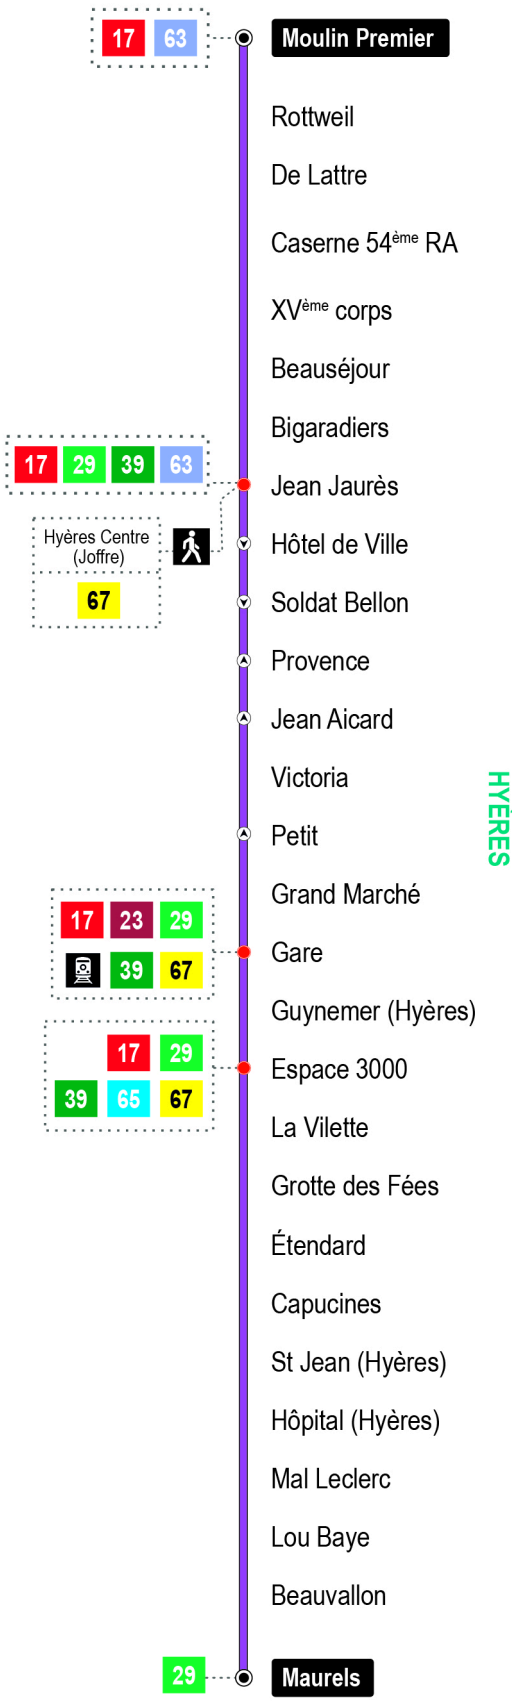 17 63 Moulin Premier
Rottweil
De Lattre
Caserne 54ème RA
XVème corps
Beauséjour
Bigaradiers
17 29 39 63 Jean Jaurès
Hyères Centre
(Joffre)
67
Hôtel de Ville
Soldat Bellon
Provence
Jean Aicard
Victoria
Petit
HYÈRES
Grand Marché
17 23 29
39 67
Gare
Guynemer (Hyères)
17 29
39 65 67
Espace 3000
La Vilette
Grotte des Fées
Étendard
Capucines
St Jean (Hyères)
Hôpital (Hyères)
Mal Leclerc
Lou Baye
Beauvallon
29 Maurels